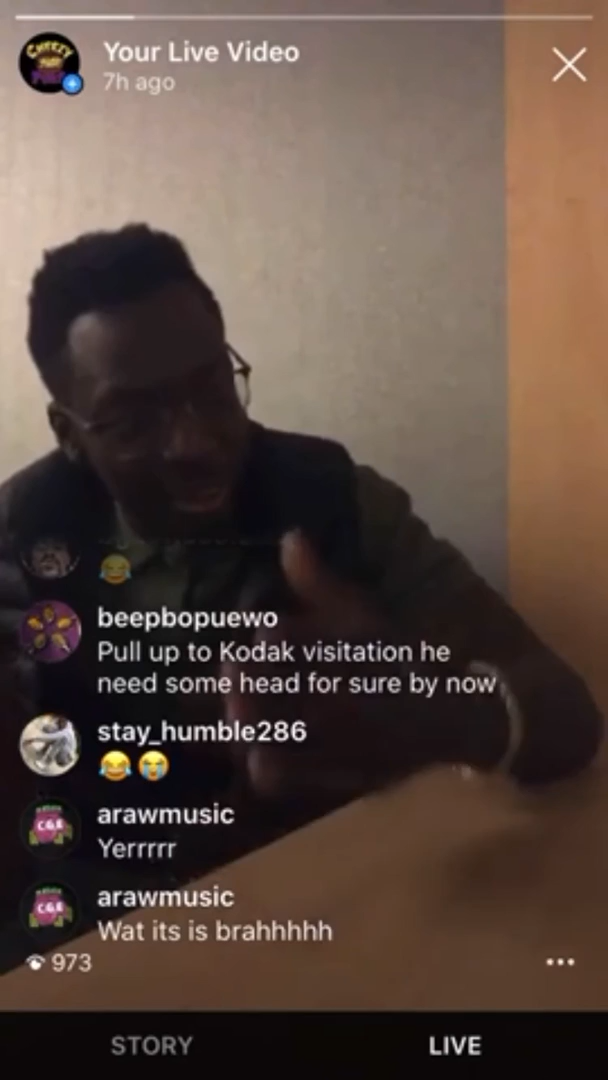 Your Live Video
7h ago
😂
beepbopuewo
Pull up to Kodak visitation he
need some head for sure by now
stay_humble286
😂😭
arawmusic
Yerrrrr
arawmusic
Wat its is brahhhhh
973
STORY
LIVE